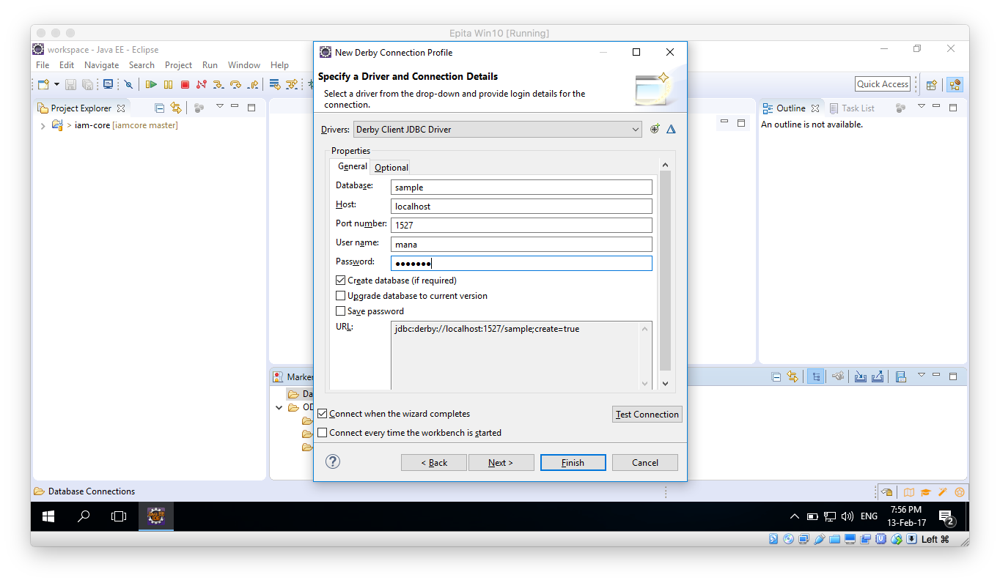 Epita Win10 [Running]
workspace - Java EE - Eclipse
File Edit Navigate Search Project Run Window Help
Quick Access
Project Explorer
> iam-core [iamcore master]
New Derby Connection Profile
Specify a Driver and Connection Details
Select a driver from the drop-down and provide login details for the
connection.
Drivers: Derby Client JDBC Driver
Properties
General Optional
Database: sample
Host: localhost
Port number: 1527
User name: mana
Password: ●●●●●●●
Create database (if required)
Upgrade database to current version
Save password
URL: jdbc:derby://localhost:1527/sample;create=true
Connect when the wizard completes
Test Connection
Connect every time the workbench is started
< Back Next > Finish Cancel
Outline Task List
An outline is not available.
Marker
Da
OD
Database Connections
ENG
7:56 PM
13-Feb-17
2
Left ⌘